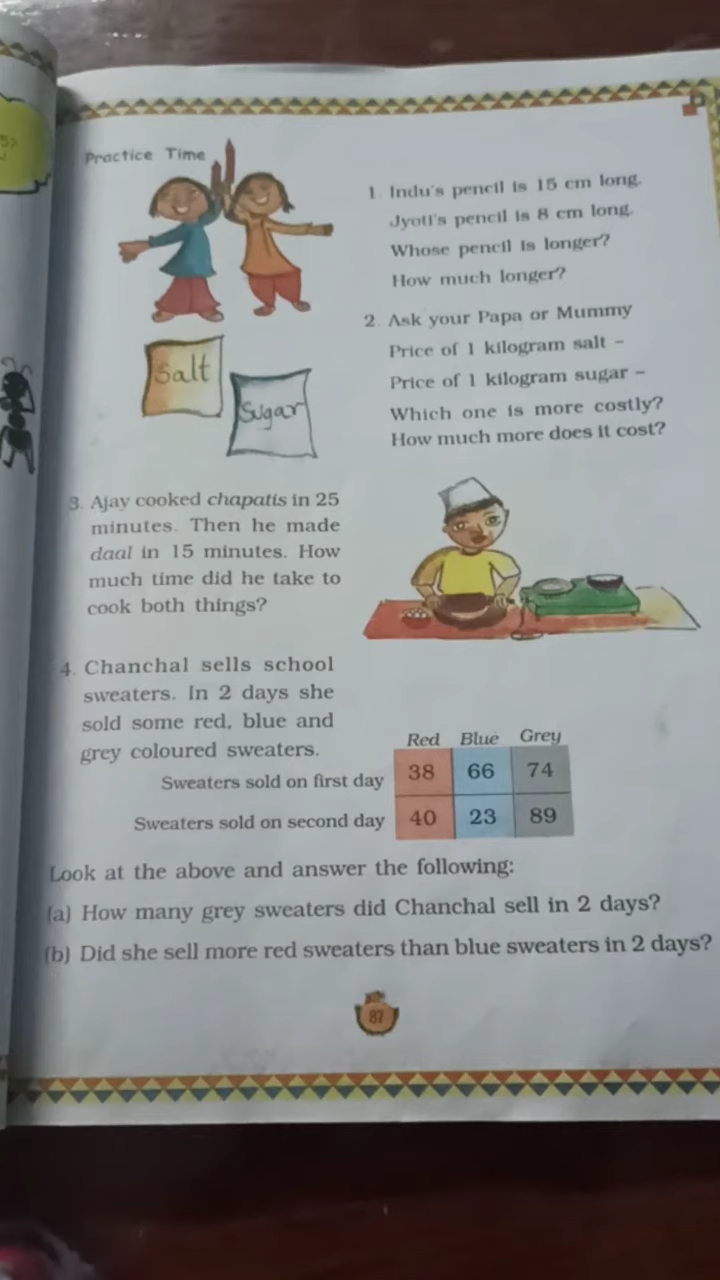 Practice Time
1. Indu's pencil is 15 cm long.
Jyoti's pencil is 8 cm long.
Whose pencil is longer?
How much longer?
2. Ask your Papa or Mummy
Price of 1 kilogram salt –
Price of 1 kilogram sugar –
Which one is more costly?
How much more does it cost?
Salt
Sugar
3. Ajay cooked chapatis in 25
minutes. Then he made
daal in 15 minutes. How
much time did he take to
cook both things?
4. Chanchal sells school
sweaters. In 2 days she
sold some red, blue and
grey coloured sweaters.
Red Blue Grey
Sweaters sold on first day 38 66 74
Sweaters sold on second day 40 23 89
Look at the above and answer the following:
(a) How many grey sweaters did Chanchal sell in 2 days?
(b) Did she sell more red sweaters than blue sweaters in 2 days?
87